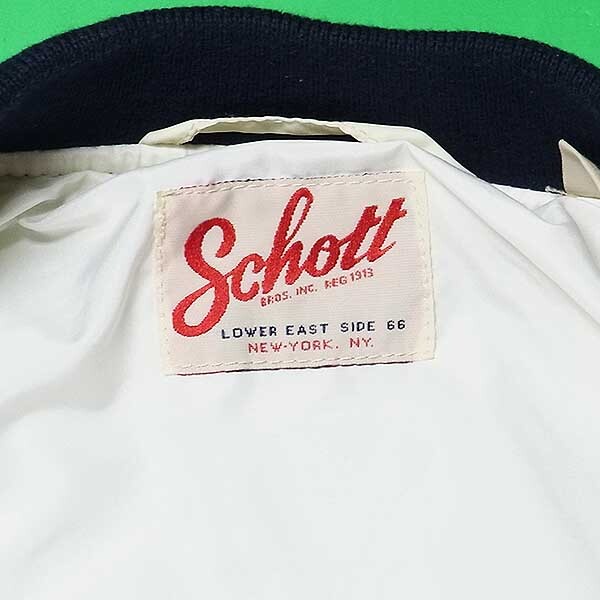 Schott
BROS. INC. REG 1913
LOWER EAST SIDE 66
NEW-YORK. NY.